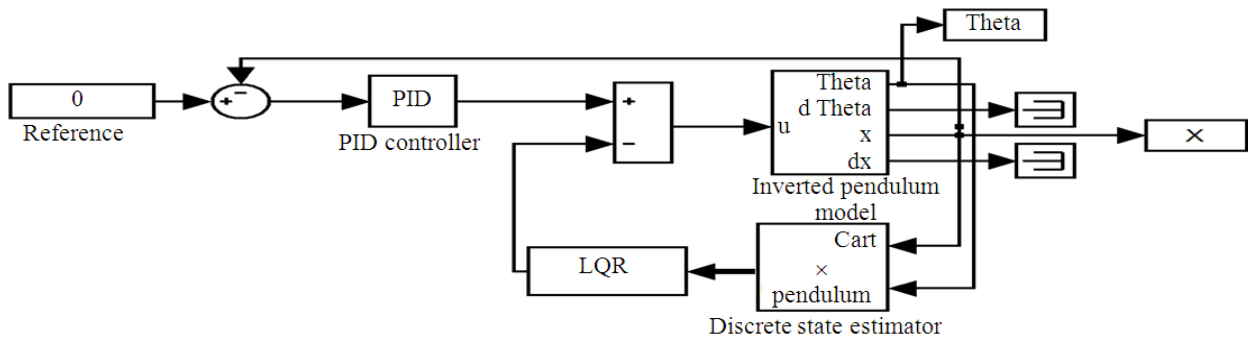 Theta
0
Reference
+
−
PID
PID controller
+
−
u
Theta
d Theta
x
dx
Inverted pendulum
model
×
LQR
Cart
×
pendulum
Discrete state estimator